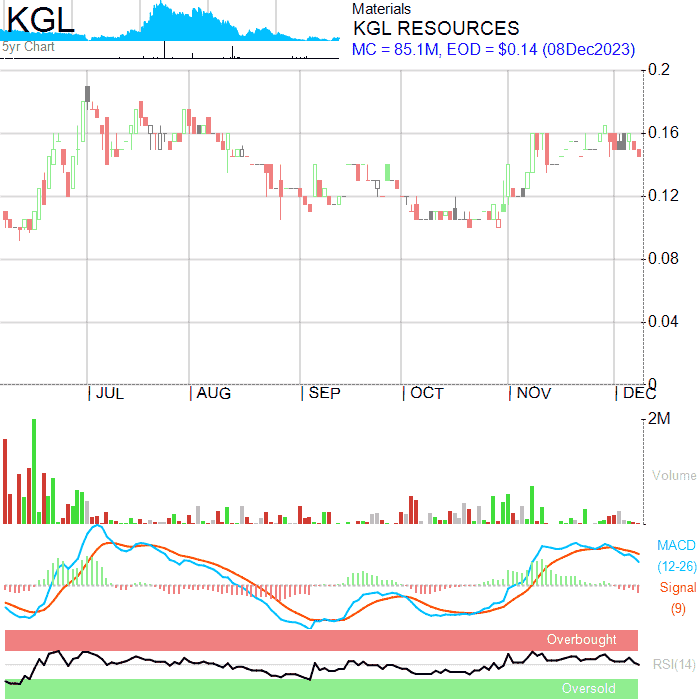 KGL
5yr Chart
Materials
KGL RESOURCES
MC = 85.1M, EOD = $0.14 (08Dec2023)
0.2
0.16
0.12
0.08
0.04
0
JUL AUG SEP OCT NOV DEC
2M
Volume
MACD
(12-26)
Signal
(9)
Overbought
RSI(14)
Oversold